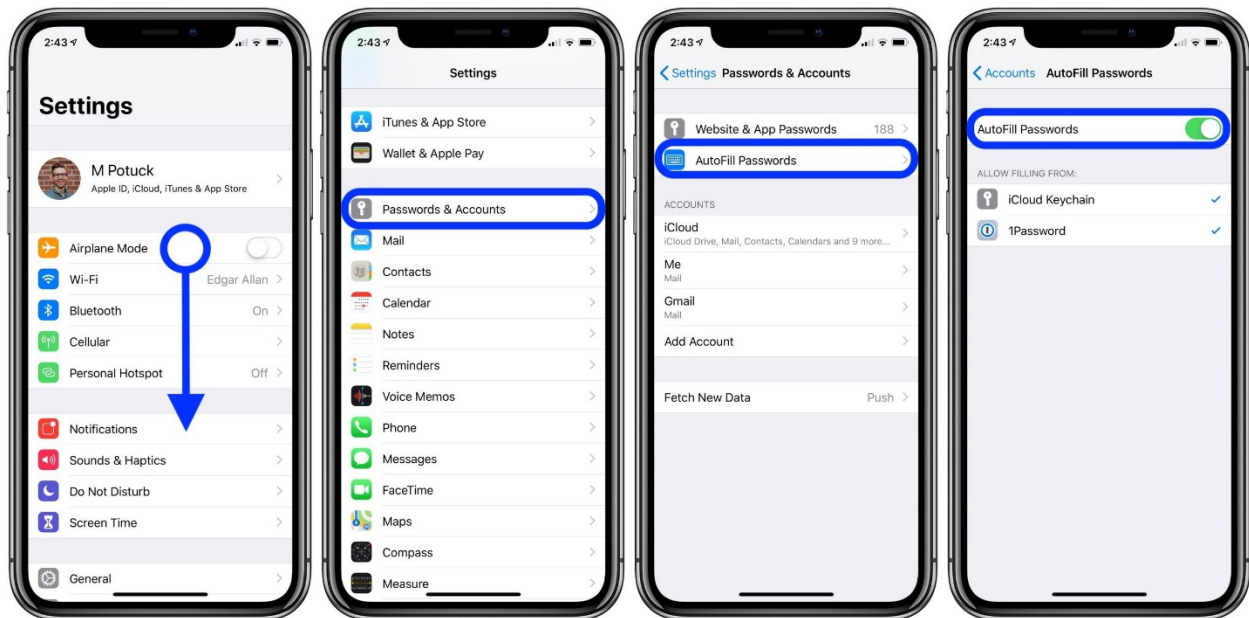 2:43
Settings
M Potuck
Apple ID, iCloud, iTunes & App Store
Airplane Mode
Wi-Fi Edgar Allan
Bluetooth On
Cellular
Personal Hotspot Off
Notifications
Sounds & Haptics
Do Not Disturb
Screen Time
General
2:43
Settings
iTunes & App Store
Wallet & Apple Pay
Passwords & Accounts
Mail
Contacts
Calendar
Notes
Reminders
Voice Memos
Phone
Messages
FaceTime
Maps
Compass
Measure
2:43
Settings Passwords & Accounts
Website & App Passwords 188
AutoFill Passwords
ACCOUNTS
iCloud
iCloud Drive, Mail, Contacts, Calendars and 9 more...
Me
Mail
Gmail
Mail
Add Account
Fetch New Data Push
2:43
Accounts AutoFill Passwords
AutoFill Passwords
ALLOW FILLING FROM:
iCloud Keychain
1Password